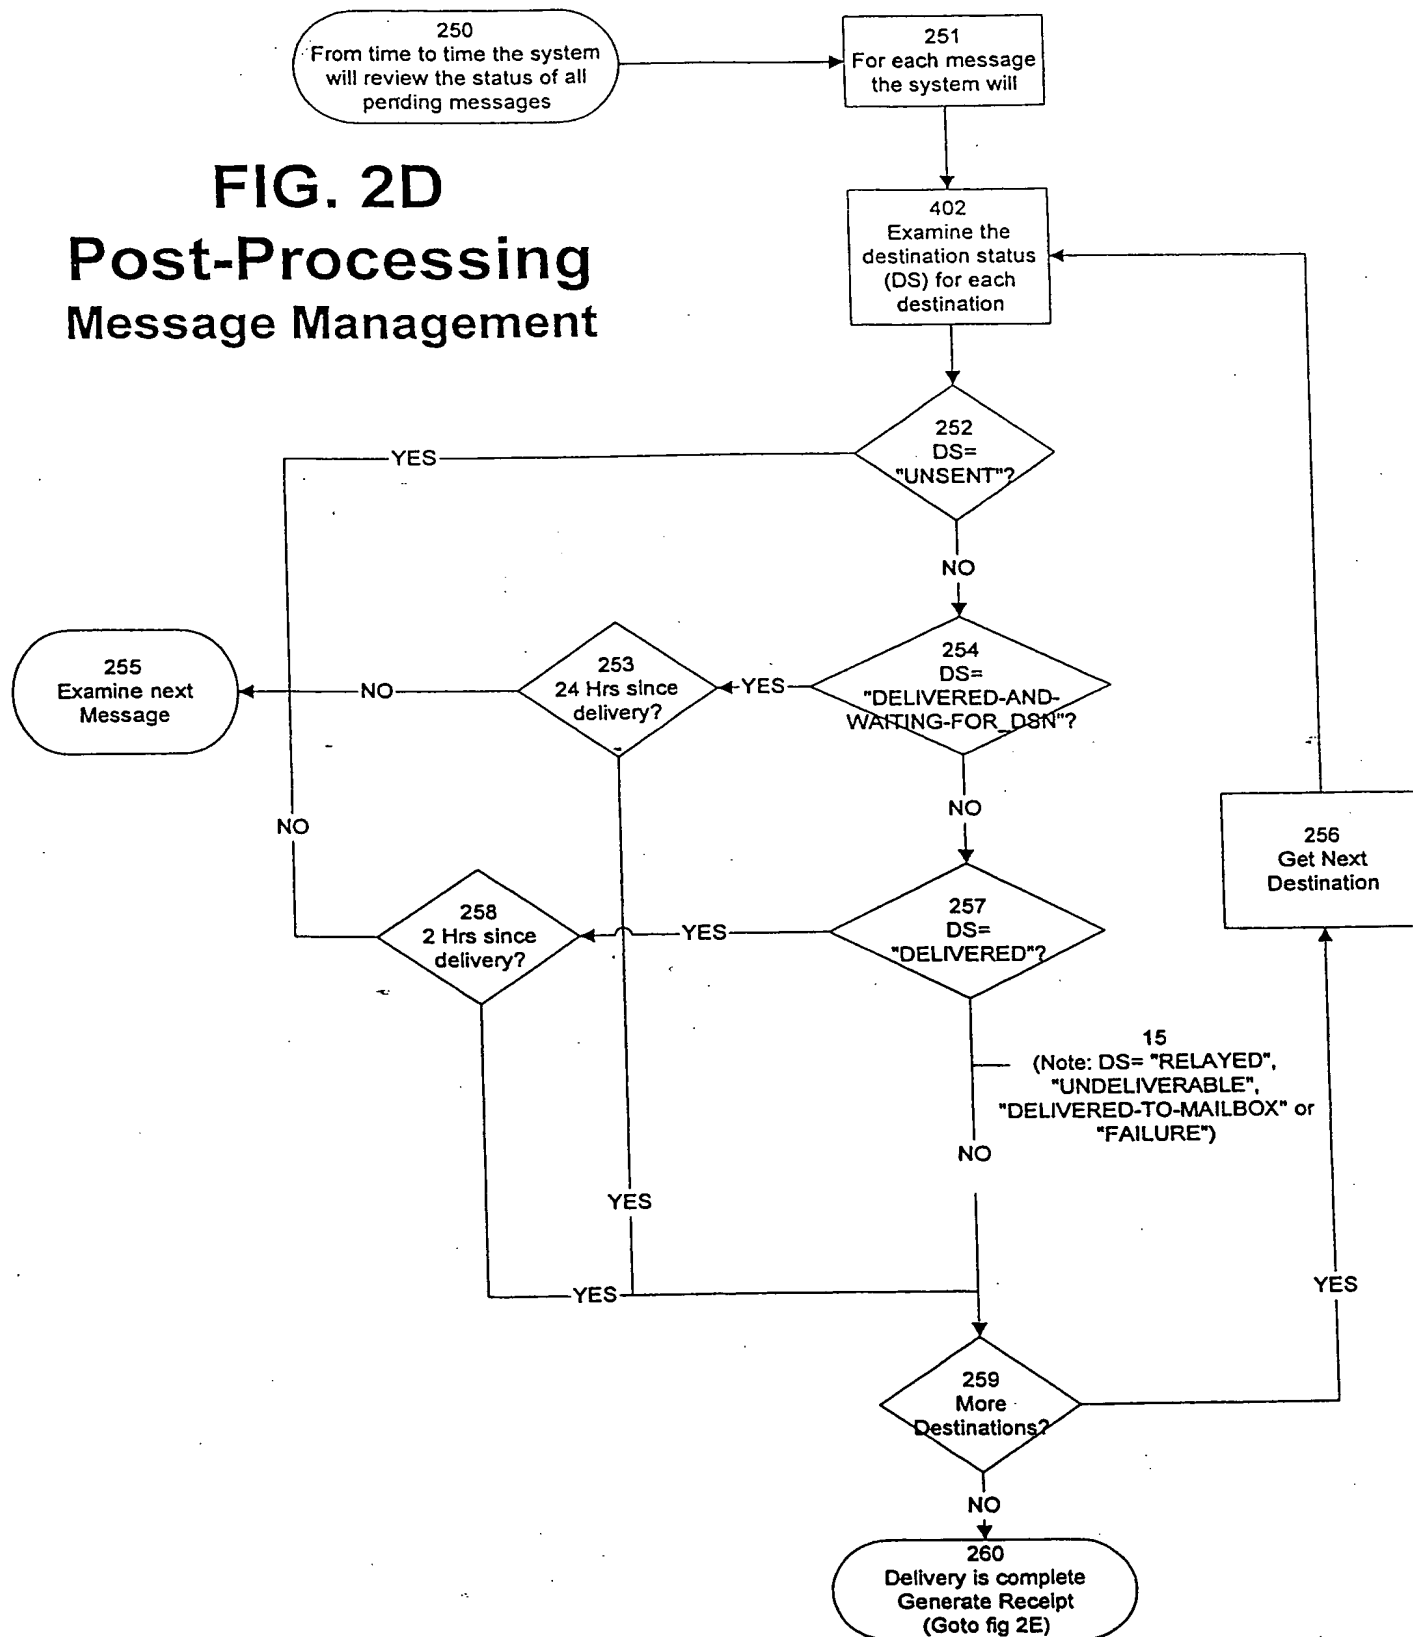 250
From time to time the system
will review the status of all
pending messages
251
For each message
the system will
FIG. 2D
Post-Processing
Message Management
402
Examine the
destination status
(DS) for each
destination
252
DS=
"UNSENT"?
YES
NO
254
DS=
"DELIVERED-AND-
WAITING-FOR_DSN"?
YES
253
24 Hrs since
delivery?
NO
255
Examine next
Message
NO
NO
256
Get Next
Destination
257
DS=
"DELIVERED"?
YES
258
2 Hrs since
delivery?
15
(Note: DS= "RELAYED",
"UNDELIVERABLE",
"DELIVERED-TO-MAILBOX" or
"FAILURE")
NO
YES
YES
YES
259
More
Destinations?
NO
260
Delivery is complete
Generate Receipt
(Goto fig 2E)